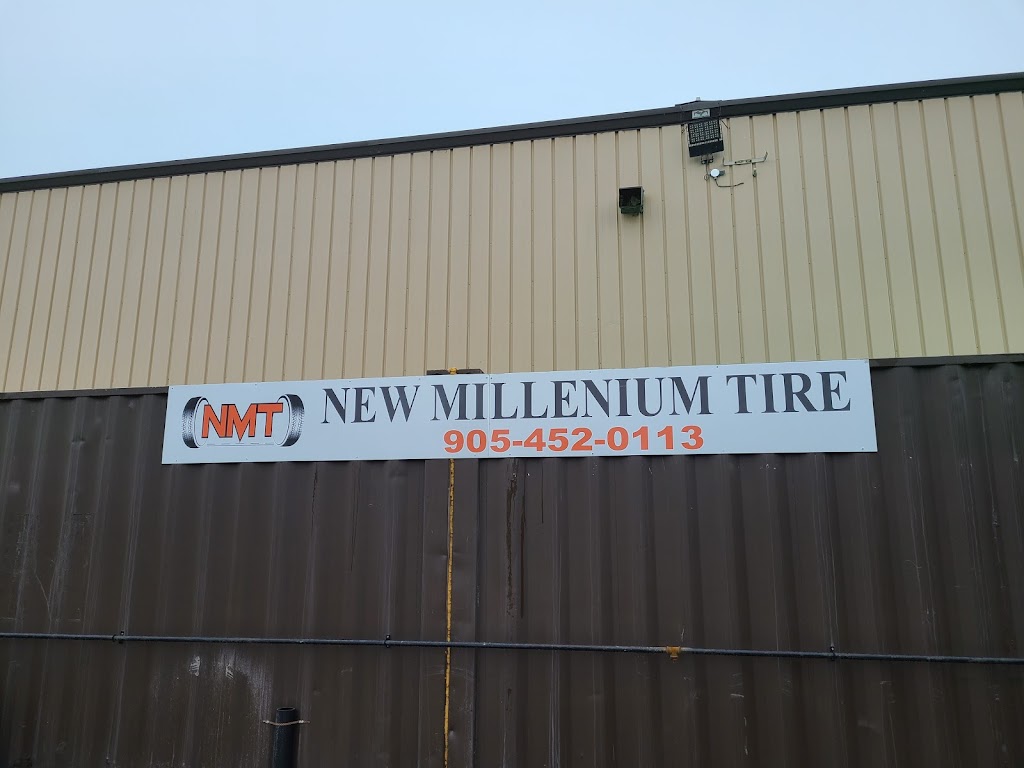 NMT
NEW MILLENIUM TIRE
905-452-0113